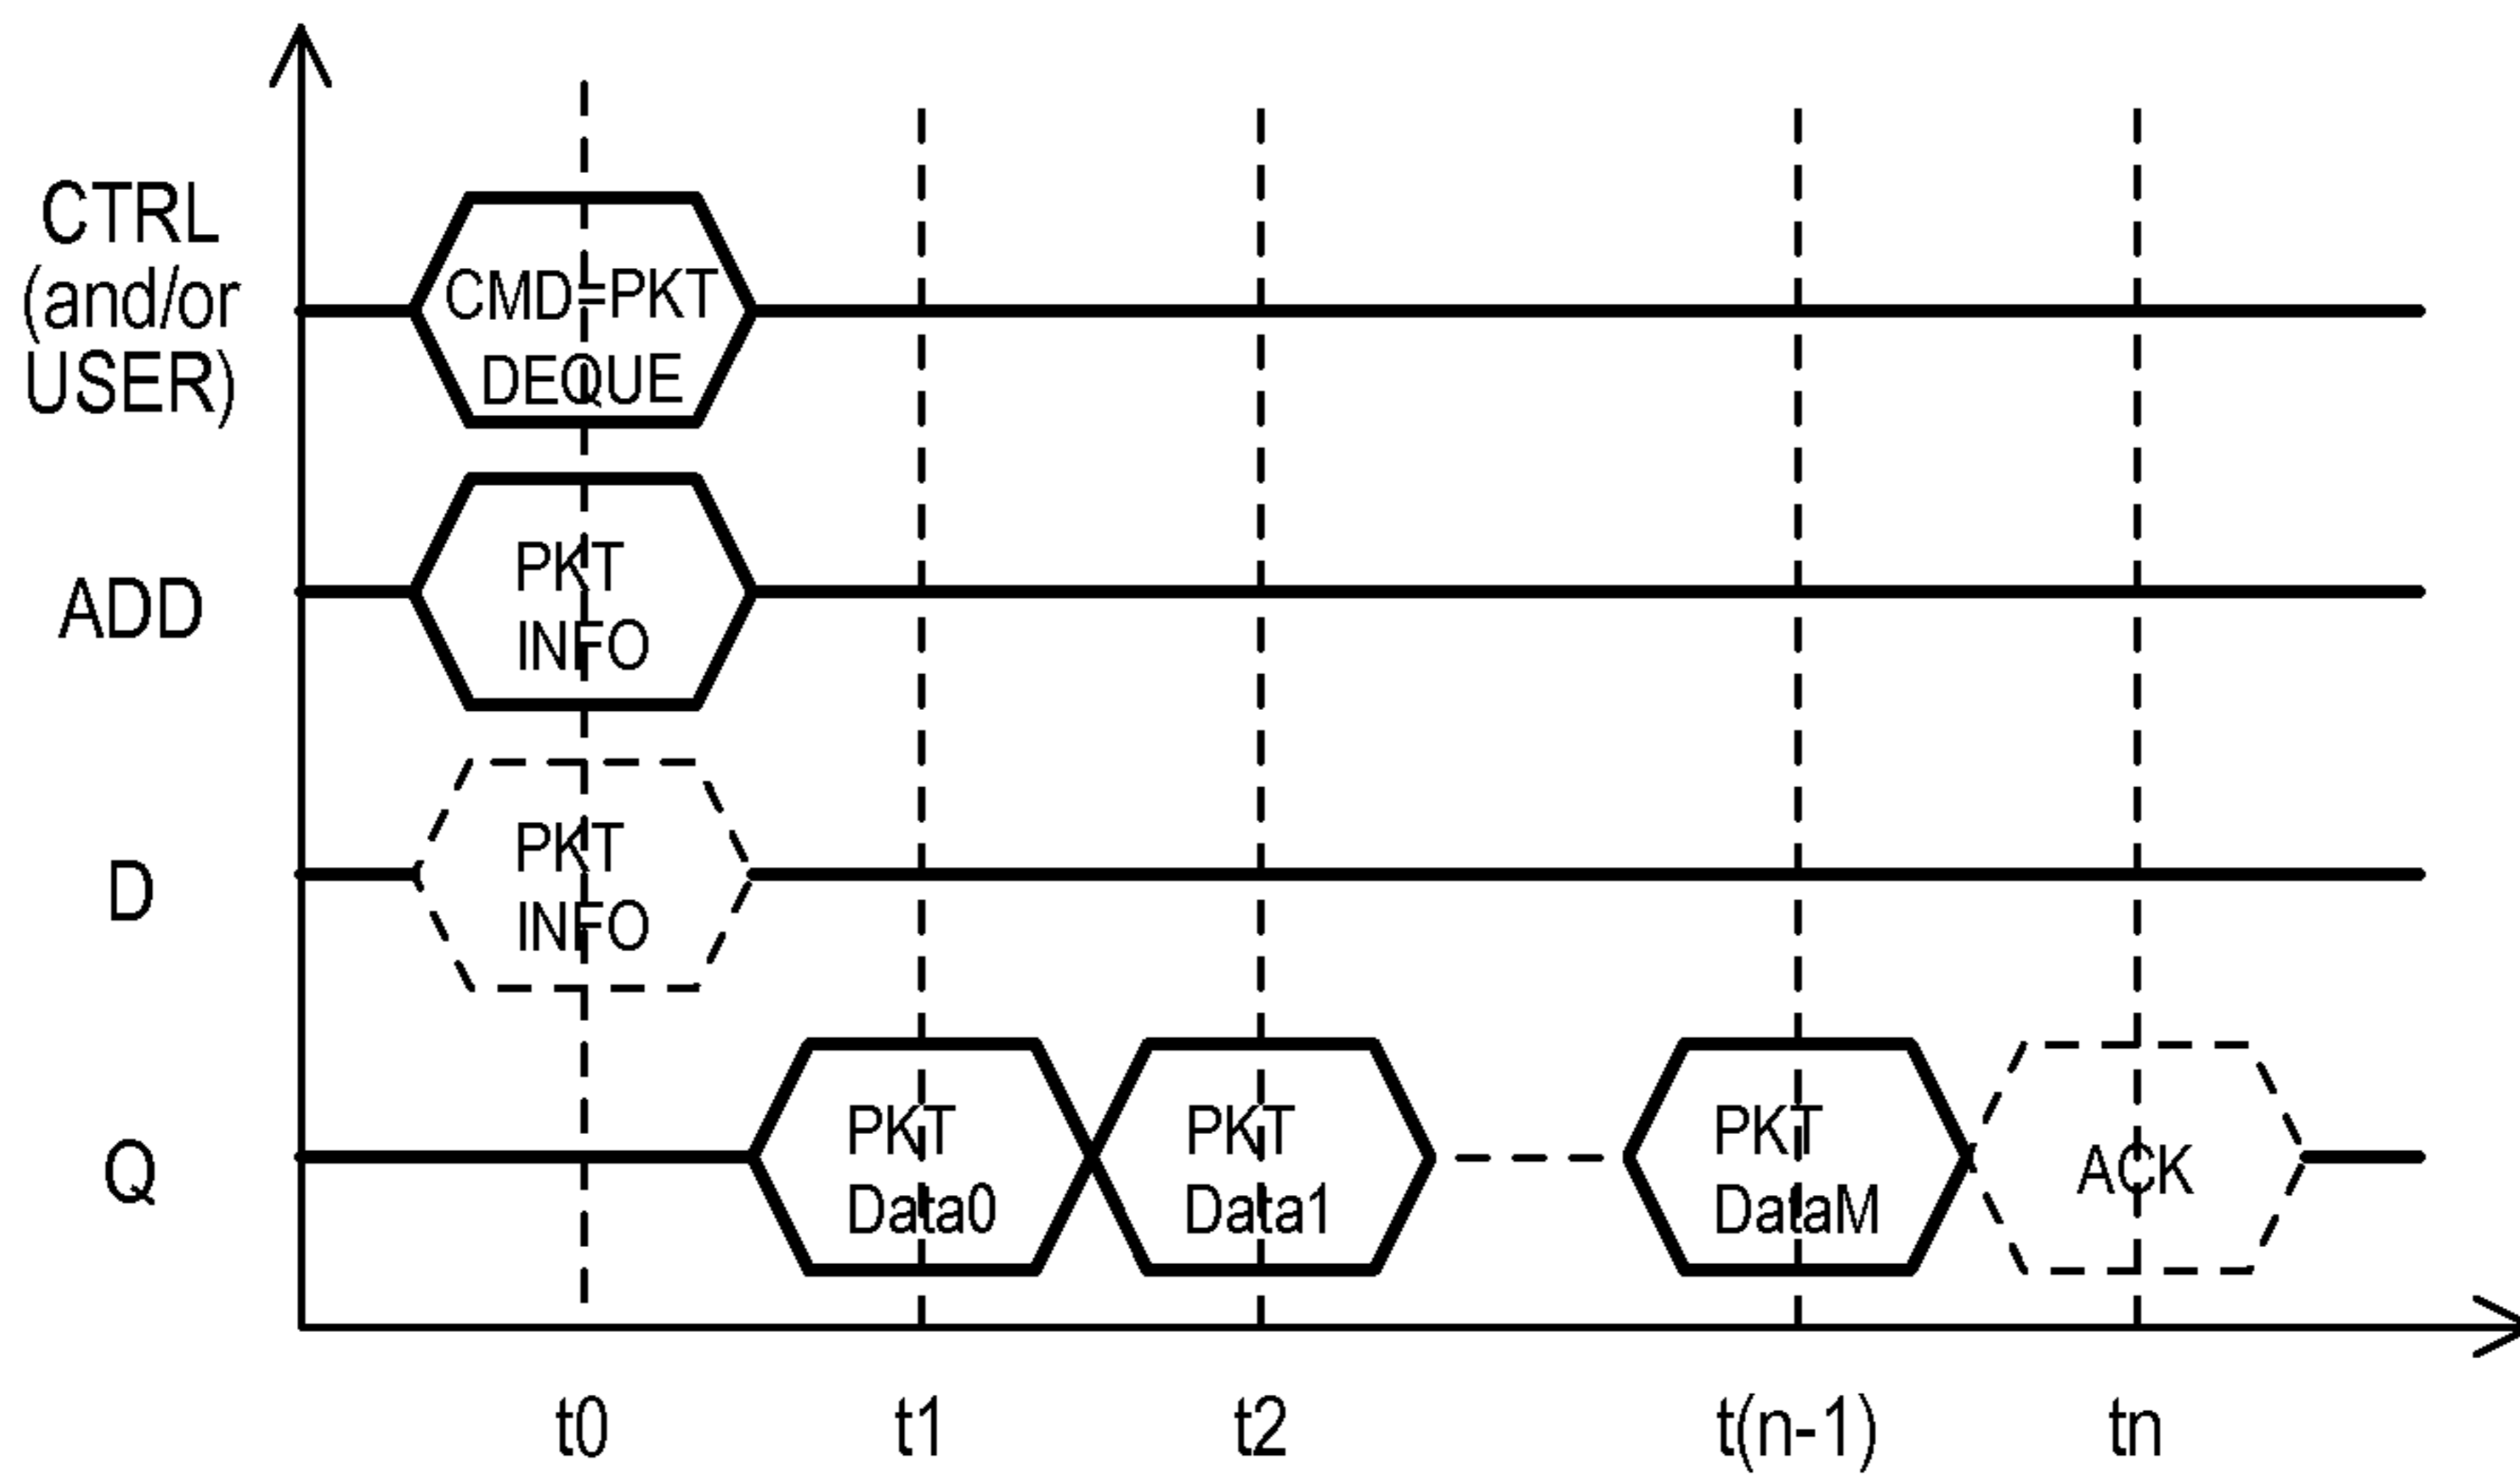 CTRL
(and/or
USER)
CMD=PKT
DEQUE
ADD
PKT
INFO
D
PKT
INFO
Q
PKT
Data0
PKT
Data1
PKT
DataM
ACK
t0
t1
t2
t(n-1)
tn